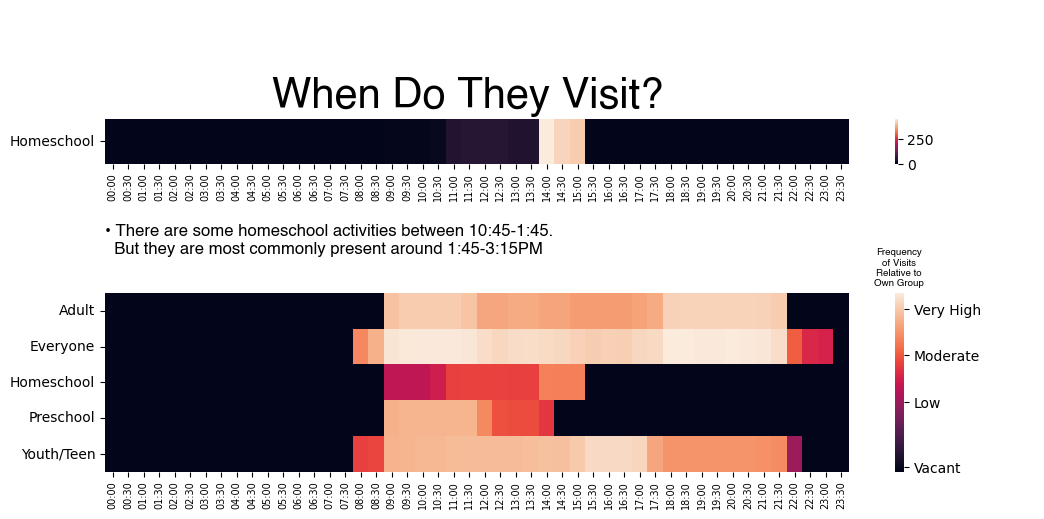 When Do They Visit?
Homeschool
250
0
00:00 00:30 01:00 01:30 02:00 02:30 03:00 03:30 04:00 04:30 05:00 05:30 06:00 06:30 07:00 07:30 08:00 08:30 09:00 09:30 10:00 10:30 11:00 11:30 12:00 12:30 13:00 13:30 14:00 14:30 15:00 15:30 16:00 16:30 17:00 17:30 18:00 18:30 19:00 19:30 20:00 20:30 21:00 21:30 22:00 22:30 23:00 23:30
• There are some homeschool activities between 10:45-1:45.
But they are most commonly present around 1:45-3:15PM
Frequency
of Visits
Relative to
Own Group
Adult
Everyone
Homeschool
Preschool
Youth/Teen
Very High
Moderate
Low
Vacant
00:00 00:30 01:00 01:30 02:00 02:30 03:00 03:30 04:00 04:30 05:00 05:30 06:00 06:30 07:00 07:30 08:00 08:30 09:00 09:30 10:00 10:30 11:00 11:30 12:00 12:30 13:00 13:30 14:00 14:30 15:00 15:30 16:00 16:30 17:00 17:30 18:00 18:30 19:00 19:30 20:00 20:30 21:00 21:30 22:00 22:30 23:00 23:30